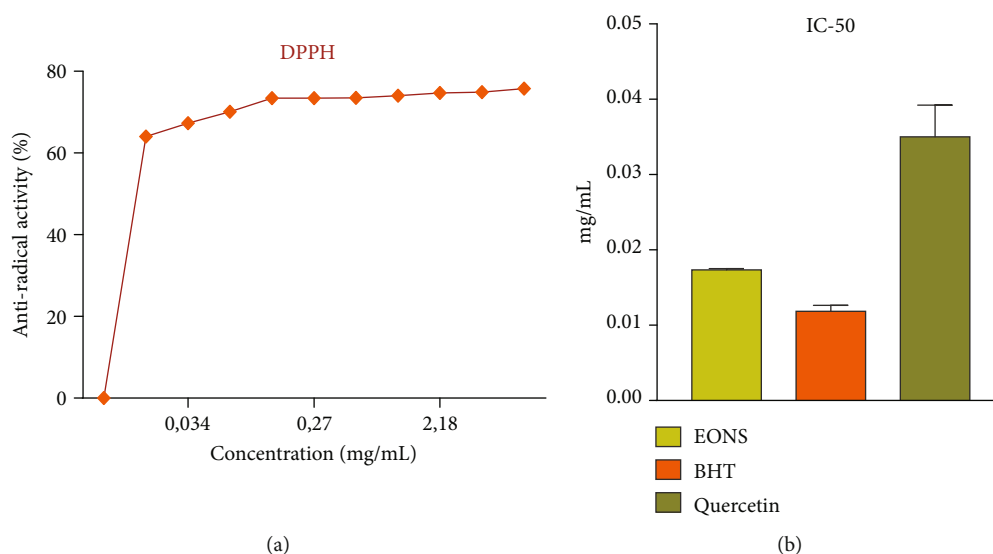 DPPH
Anti-radical activity (%)
80
60
40
20
0
0,034
0,27
2,18
Concentration (mg/mL)
(a)
IC-50
mg/mL
0.05
0.04
0.03
0.02
0.01
0.00
EONS
BHT
Quercetin
(b)